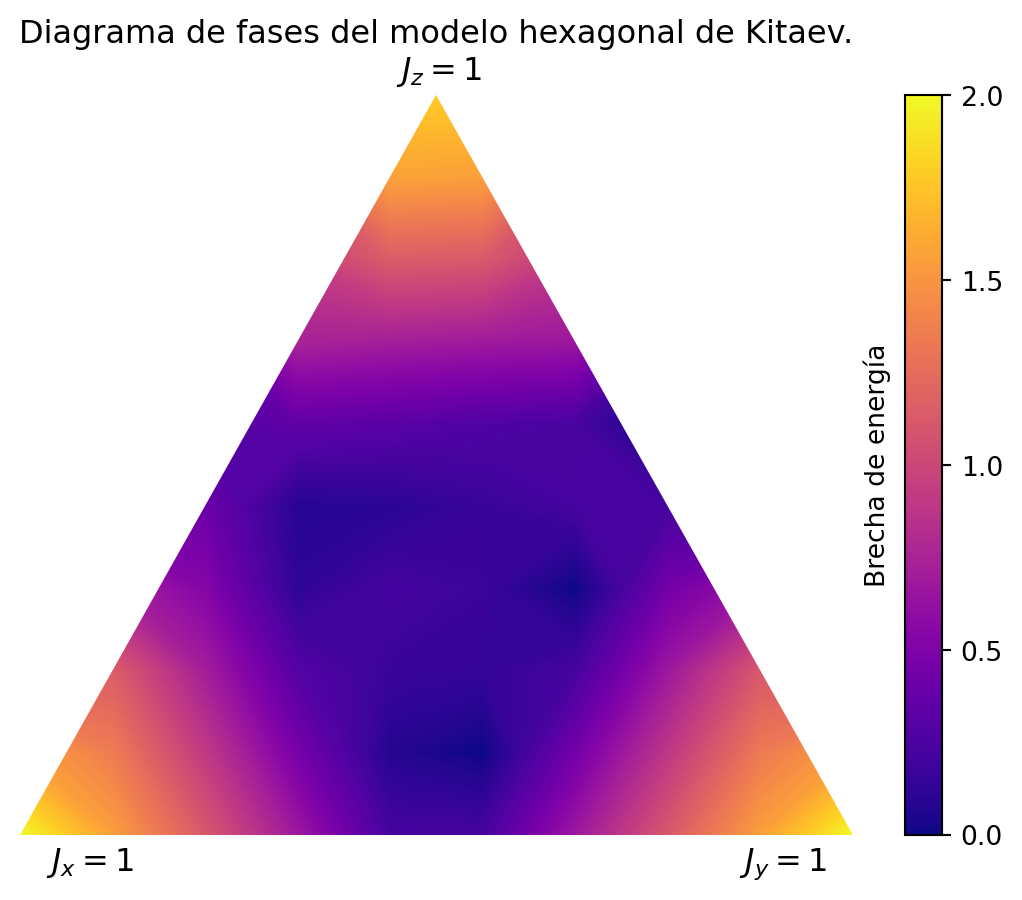 Diagrama de fases del modelo hexagonal de Kitaev.
J_z = 1
2.0
1.5
1.0
0.5
0.0
Brecha de energía
J_x = 1
J_y = 1